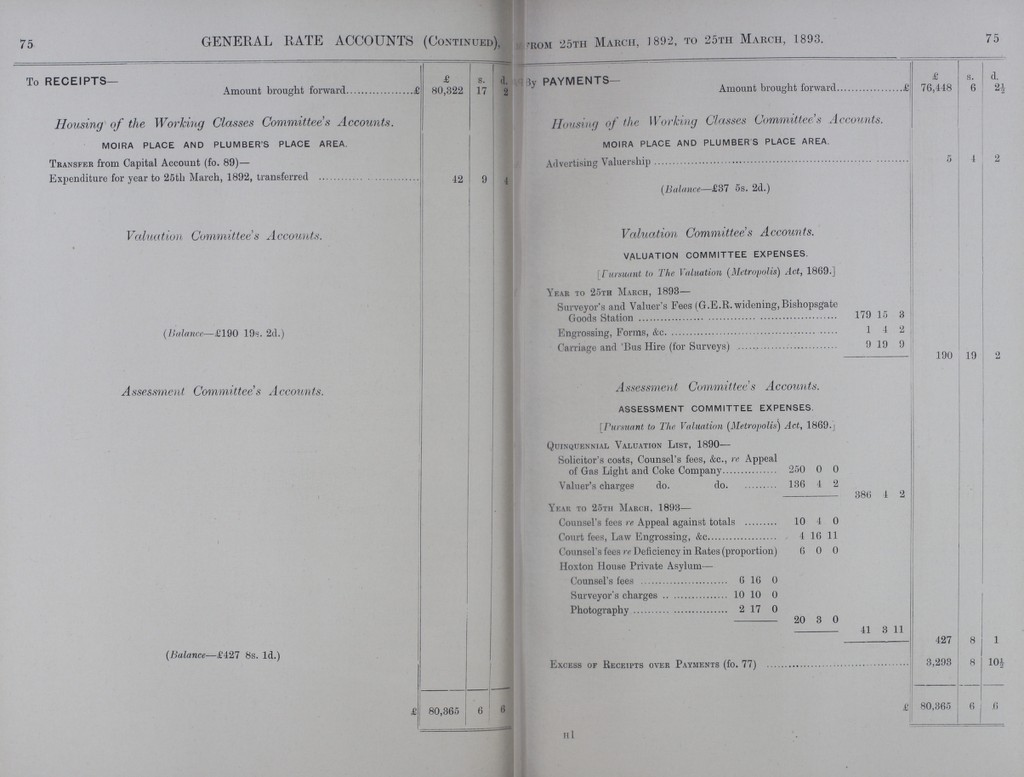 75
GENERAL RATE ACCOUNTS (CONTINUED),
To RECEIPTS—
£ s. d.
Amount brought forward..................£ 80,322 17 2
Housing of the Working Classes Committee's Accounts.
MOIRA PLACE AND PLUMBER'S PLACE AREA.
TRANSFER from Capital Account (fo. 89)—
Expenditure for year to 25th March, 1892, transferred .......... 42 9 4
Valuation Committee's Accounts.
(Balance—£190 19s. 2d.)
Assessment Committee's Accounts.
(Balance—£427 8s. 1d.)
£ 80,365 6 6
FROM 25TH MARCH, 1892, TO 25TH MARCH, 1893.
75
By PAYMENTS—
£ s. d.
Amount brought forward..................£ 76,448 6 2½
Housing of the Working Classes Committee's Accounts.
MOIRA PLACE AND PLUMBER'S PLACE AREA.
Advertising Valuership .......... 5 4 2
(Balance—£37 5s. 2d.)
Valuation Committee's Accounts.
VALUATION COMMITTEE EXPENSES.
[Pursuant to The Valuation (Metropolis) Act, 1869.]
YEAR TO 25TH MARCH, 1893—
Surveyor's and Valuer's Fees (G.E.R. widening, Bishopsgate
Goods Station .......... 179 15 3
Engrossing, Forms, &c. .......... 1 4 2
Carriage and 'Bus Hire (for Surveys) .......... 9 19 9
190 19 2
Assessment Committee's Accounts.
ASSESSMENT COMMITTEE EXPENSES.
[Pursuant to The Valuation (Metropolis) Act, 1869.]
QUINQUENNIAL VALUATION LIST, 1890—
Solicitor's costs, Counsel's fees, &c., re Appeal
of Gas Light and Coke Company............... 250 0 0
Valuer's charges do. do. ......... 136 4 2
386 4 2
YEAR TO 25TH MARCH, 1893—
Counsel's fees re Appeal against totals ......... 10 4 0
Court fees, Law Engrossing, &c.................. 4 16 11
Counsel's fees re Deficiency in Rates (proportion) 6 0 0
Hoxton House Private Asylum—
Counsel's fees .......... 6 16 0
Surveyor's charges .......... 10 10 0
Photography .......... 2 17 0
20 3 0
41 3 11
427 8 1
EXCESS OF RECEIPTS OVER PAYMENTS (fo. 77) .......... 3,293 8 10½
£ 80,365 6 6